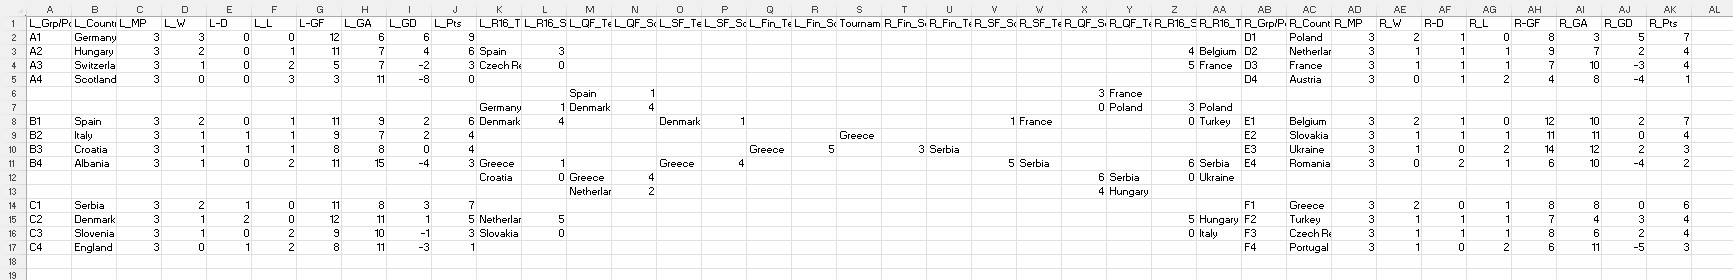 A B C D E F G H I J K L M N O P Q R S T U V W X Y Z AA AB AC AD AE AF AG AH AI AJ AK AL
1 L_Grp/Po L_Countr L_MP L_W L-D L_L L-GF L_GA L_GD L_Pts L_R16_T L_R16_S L_QF_Te L_QF_Sc L_SF_Te L_SF_Sc L_Fin_Te L_Fin_Sc Tournam R_Fin_Sc R_Fin_Te R_SF_Sc R_SF_Te R_QF_Sc R_QF_Te R_R16_S R_R16_T R_Grp/Po R_Count R_MP R_W R-D R_L R-GF R_GA R_GD R_Pts
2 A1 Germany 3 3 0 0 12 6 6 9 D1 Poland 3 2 1 0 8 3 5 7
3 A2 Hungary 3 2 0 1 11 7 4 6 Spain 3 4 Belgium D2 Netherlar 3 1 1 1 9 7 2 4
4 A3 Switzerla 3 1 0 2 5 7 -2 3 Czech Re 0 5 France D3 France 3 1 1 1 7 10 -3 4
5 A4 Scotland 3 0 0 3 3 11 -8 0 D4 Austria 3 0 1 2 4 8 -4 1
6 Spain 1 3 France
7 Germany 1 Denmark 4 0 Poland 3 Poland
8 B1 Spain 3 2 0 1 11 9 2 6 Denmark 4 Denmark 1 1 France 0 Turkey E1 Belgium 3 2 1 0 12 10 2 7
9 B2 Italy 3 1 1 1 9 7 2 4 Greece E2 Slovakia 3 1 1 1 11 11 0 4
10 B3 Croatia 3 1 1 1 8 8 0 4 Greece 5 3 Serbia E3 Ukraine 3 1 0 2 14 12 2 3
11 B4 Albania 3 1 0 2 11 15 -4 3 Greece 1 Greece 4 5 Serbia 6 Serbia E4 Romania 3 0 2 1 6 10 -4 2
12 Croatia 0 Greece 4 6 Serbia 0 Ukraine
13 Netherlar 2 4 Hungary
14 C1 Serbia 3 2 1 0 11 8 3 7 F1 Greece 3 2 0 1 8 8 0 6
15 C2 Denmark 3 1 2 0 12 11 1 5 Netherlar 5 5 Hungary F2 Turkey 3 1 1 1 7 4 3 4
16 C3 Slovenia 3 1 0 2 9 10 -1 3 Slovakia 0 0 Italy F3 Czech Re 3 1 1 1 8 6 2 4
17 C4 England 3 0 1 2 8 11 -3 1 F4 Portugal 3 1 0 2 6 11 -5 3
18
19